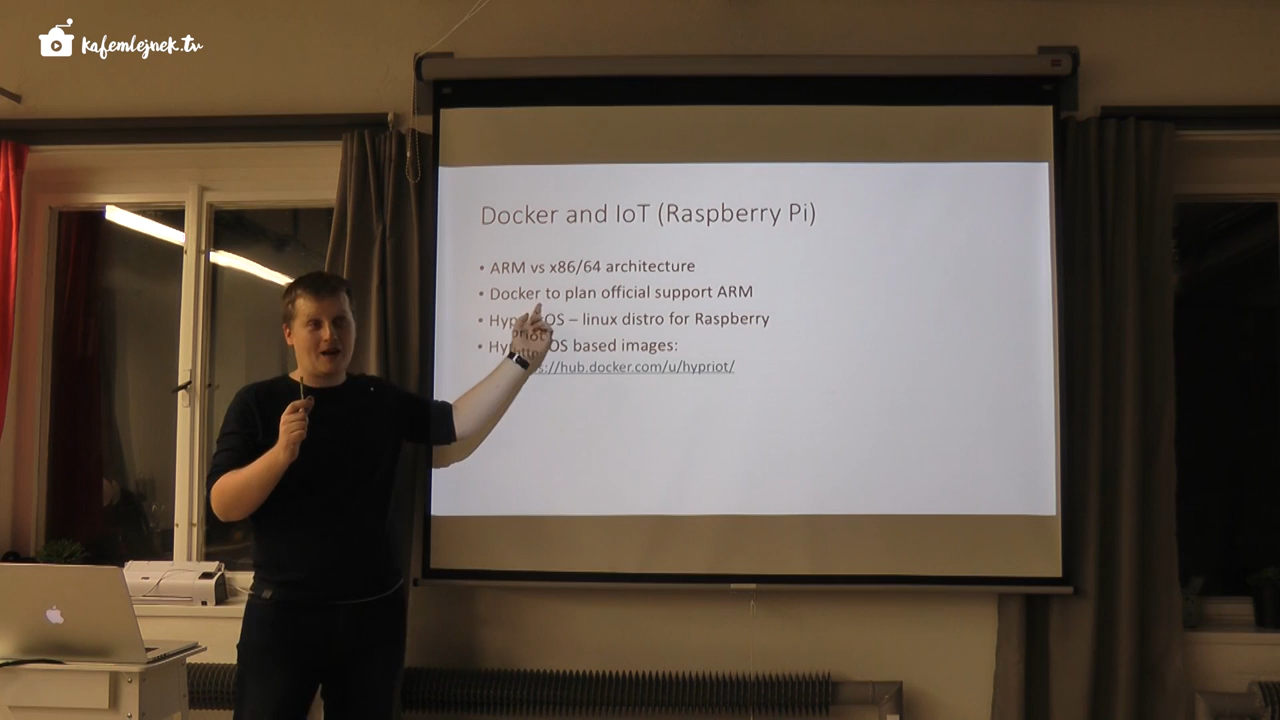 kafemlejnek.tv
Docker and IoT (Raspberry Pi)
• ARM vs x86/64 architecture
• Docker to plan official support ARM
• HypriotOS – linux distro for Raspberry
• OS based images:
://hub.docker.com/u/hypriot/